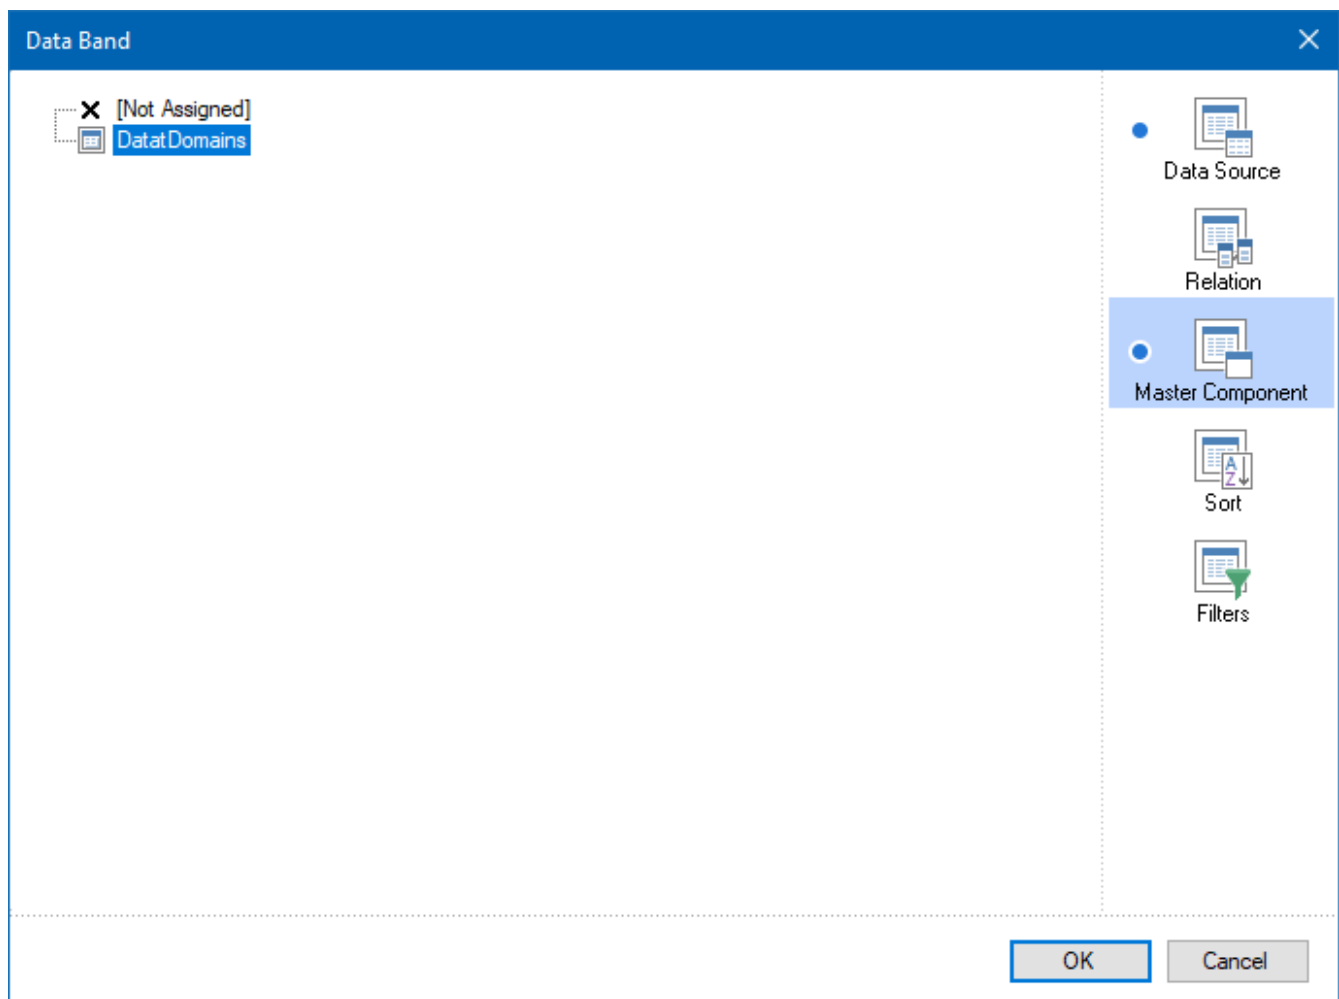 Data Band
[Not Assigned]
DatatDomains
Data Source
Relation
Master Component
Sort
Filters
OK
Cancel